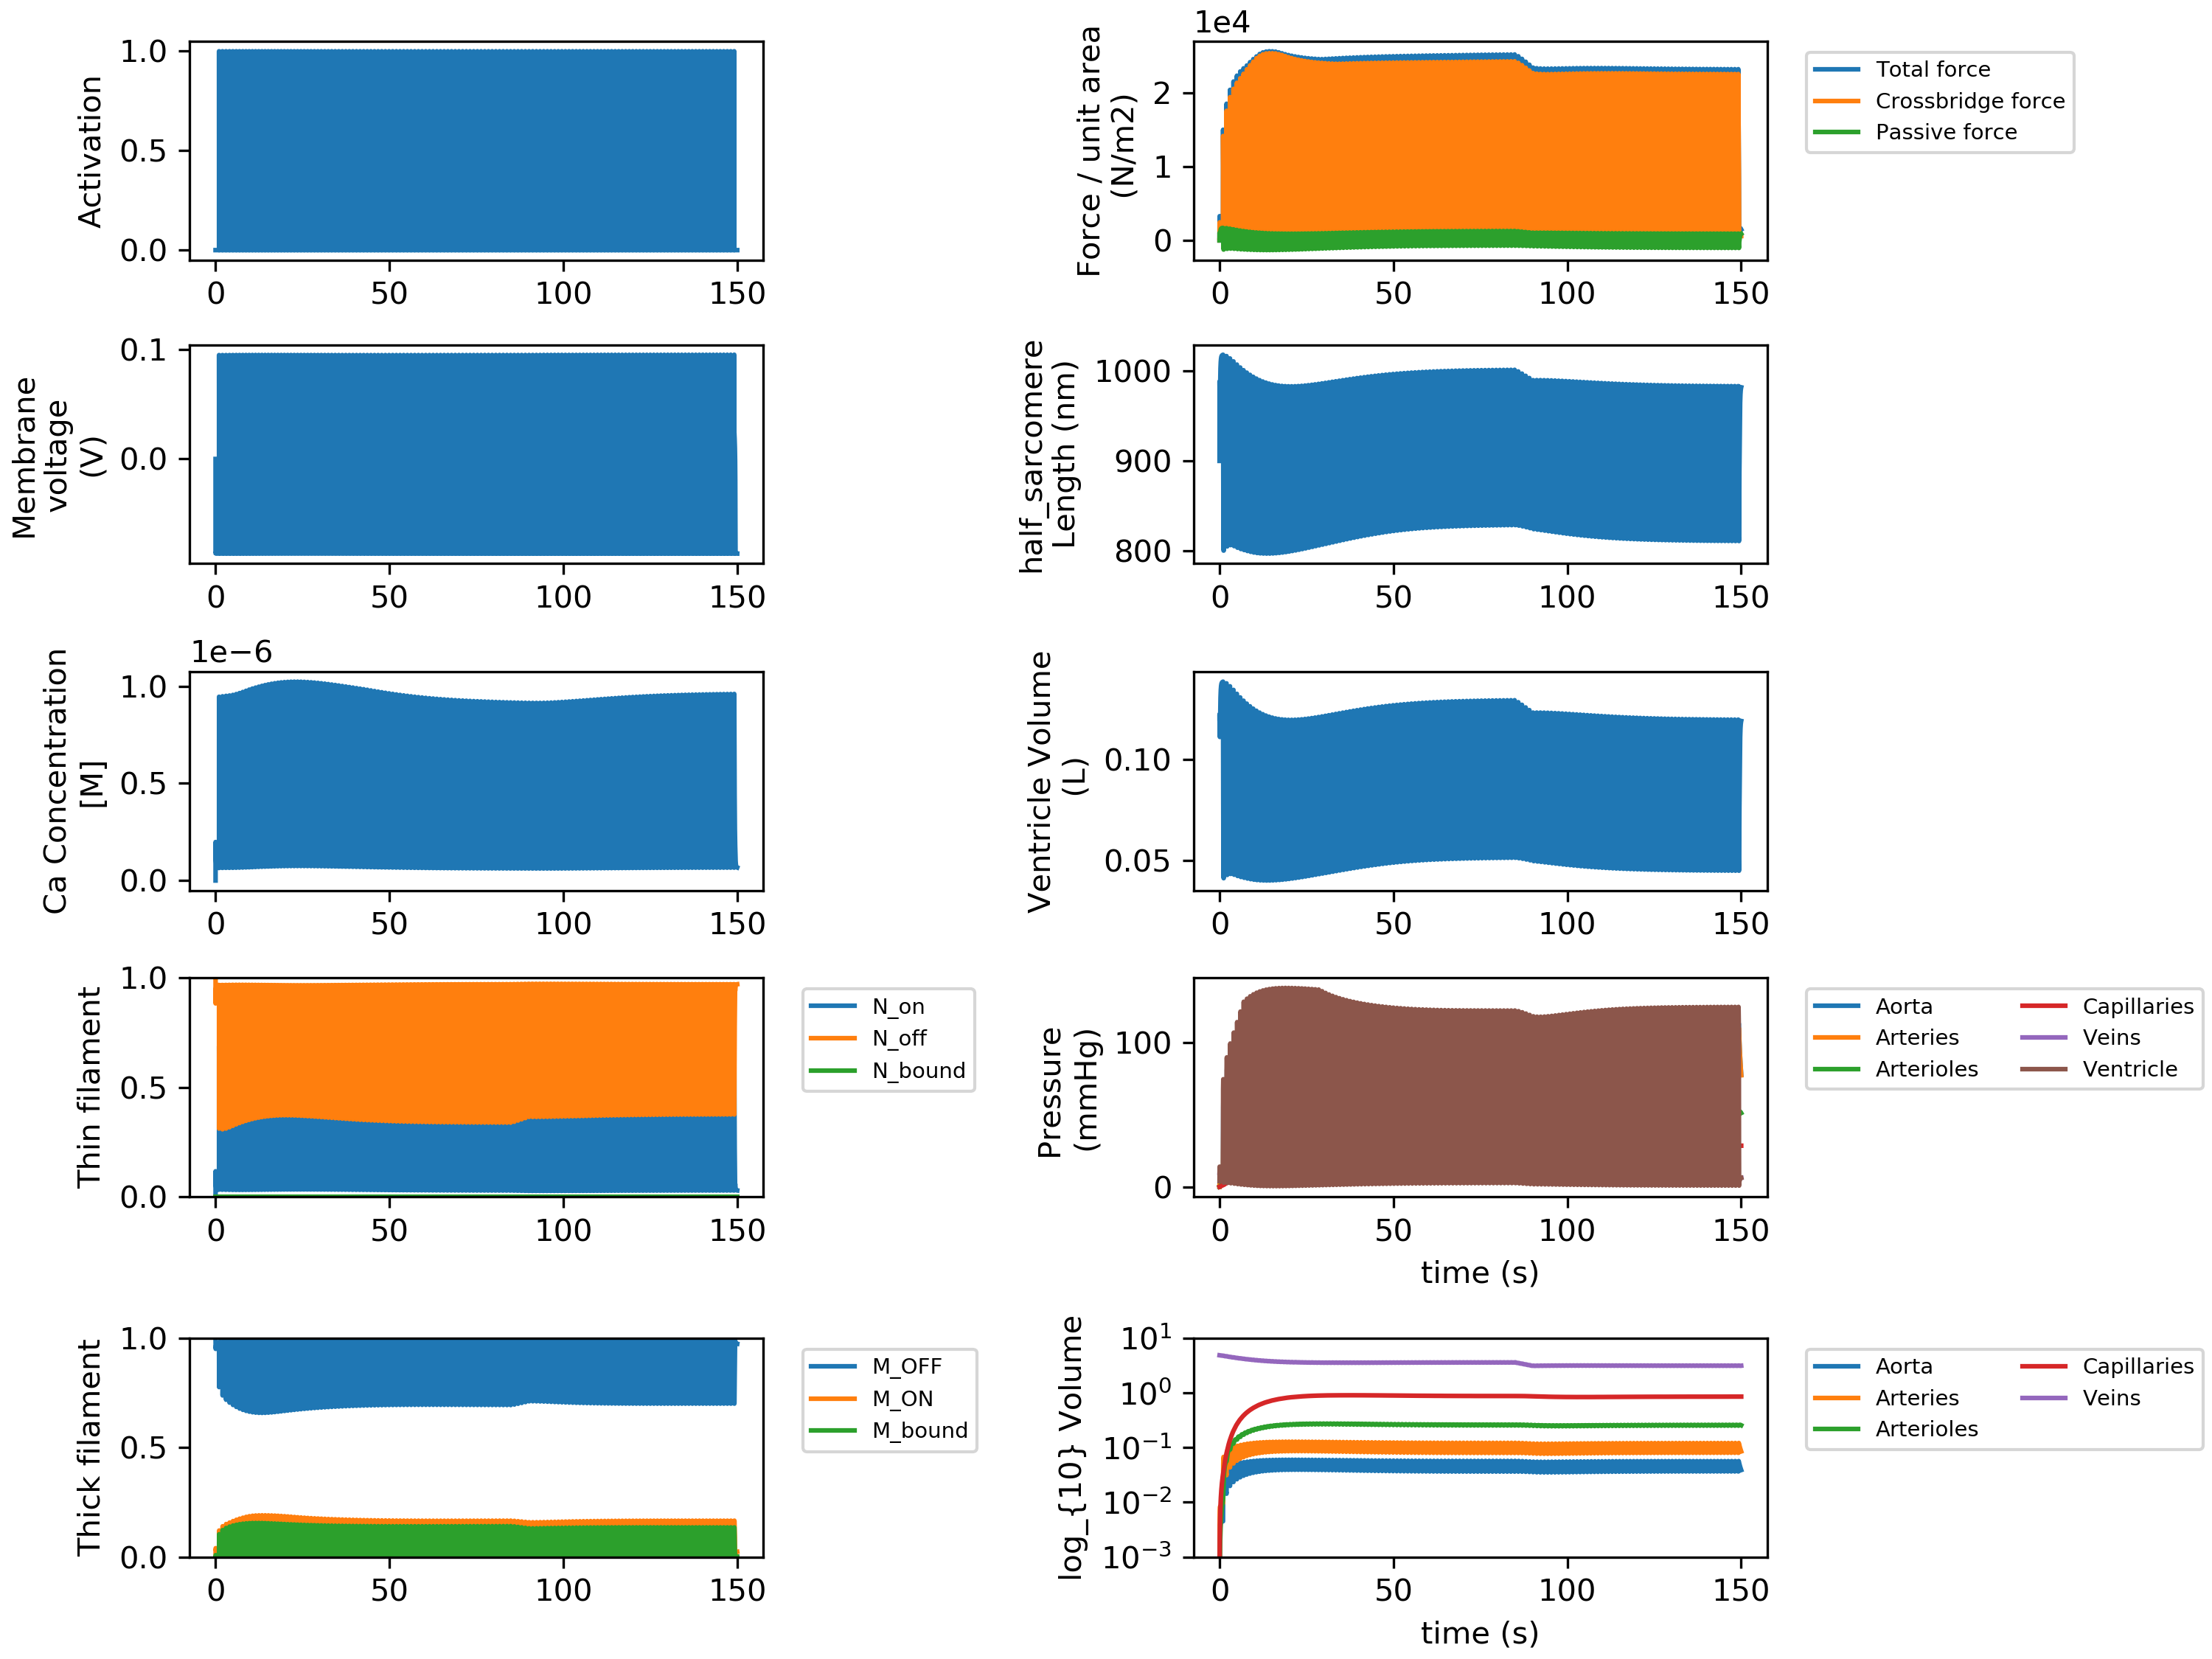 Activation
1.0
0.5
0.0
0 50 100 150
1e4
Force / unit area
(N/m2)
2
1
0
0 50 100 150
Total force
Crossbridge force
Passive force
Membrane
voltage
(V)
0.1
0.0
0 50 100 150
half_sarcomere
Length (nm)
1000
900
800
0 50 100 150
1e−6
Ca Concentration
[M]
1.0
0.5
0.0
0 50 100 150
Ventricle Volume
(L)
0.10
0.05
0 50 100 150
Thin filament
1.0
0.5
0.0
0 50 100 150
N_on
N_off
N_bound
Pressure
(mmHg)
100
0
0 50 100 150
time (s)
Aorta
Arteries
Arterioles
Capillaries
Veins
Ventricle
Thick filament
1.0
0.5
0.0
0 50 100 150
M_OFF
M_ON
M_bound
log_{10} Volume
10¹
10⁰
10⁻¹
10⁻²
10⁻³
0 50 100 150
time (s)
Aorta
Arteries
Arterioles
Capillaries
Veins